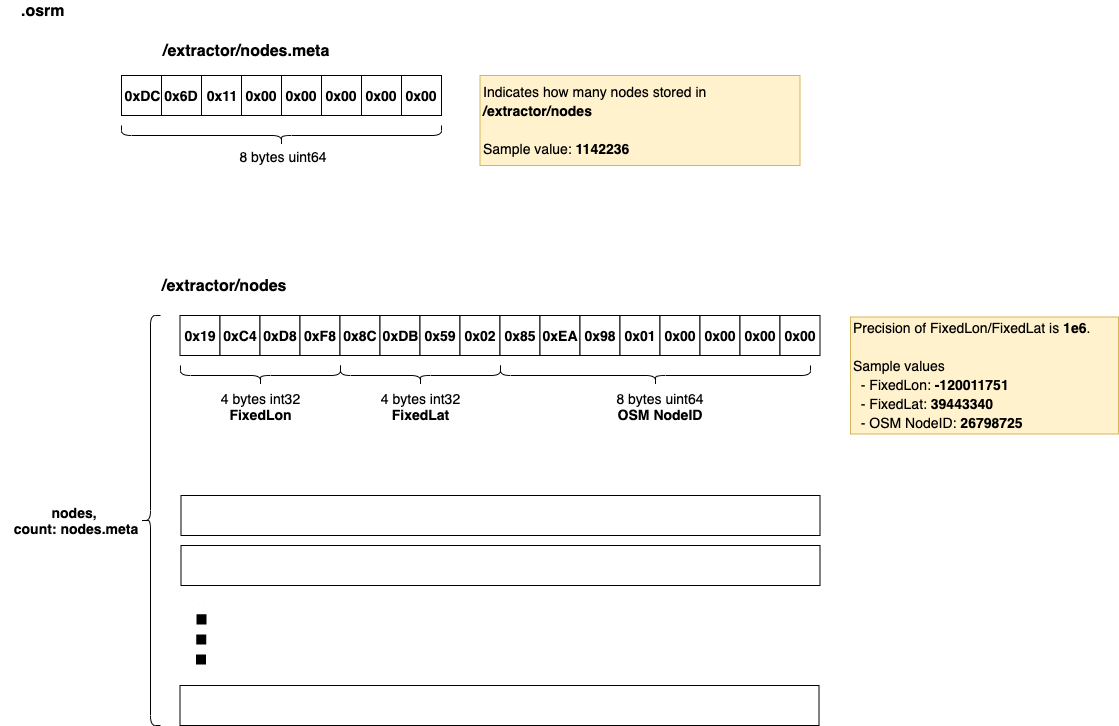 .osrm
/extractor/nodes.meta
0xDC 0x6D 0x11 0x00 0x00 0x00 0x00 0x00
8 bytes uint64
Indicates how many nodes stored in
/extractor/nodes
Sample value: 1142236
/extractor/nodes
0x19 0xC4 0xD8 0xF8 0x8C 0xDB 0x59 0x02 0x85 0xEA 0x98 0x01 0x00 0x00 0x00 0x00
4 bytes int32
FixedLon
4 bytes int32
FixedLat
8 bytes uint64
OSM NodeID
Precision of FixedLon/FixedLat is 1e6.
Sample values
- FixedLon: -120011751
- FixedLat: 39443340
- OSM NodeID: 26798725
nodes,
count: nodes.meta